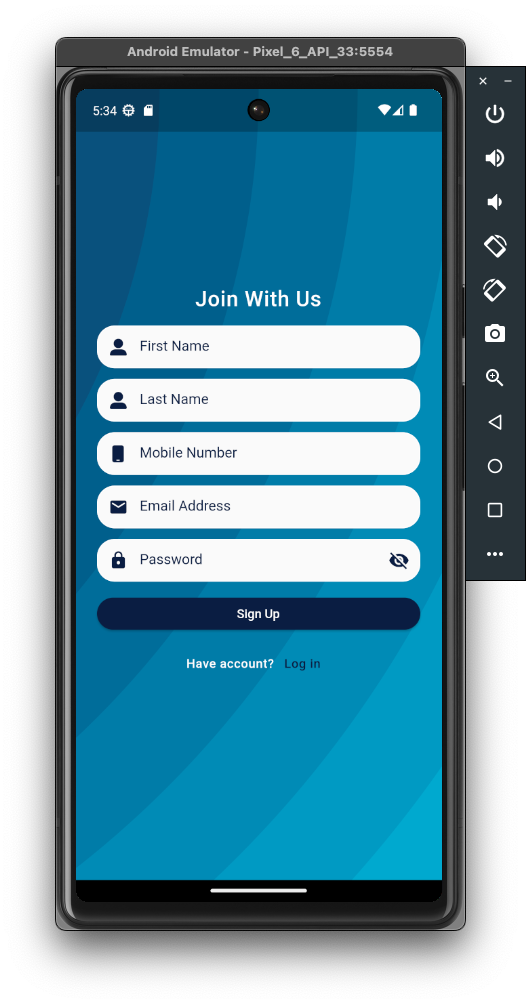 Android Emulator - Pixel_6_API_33:5554
5:34
Join With Us
First Name
Last Name
Mobile Number
Email Address
Password
Sign Up
Have account? Log in